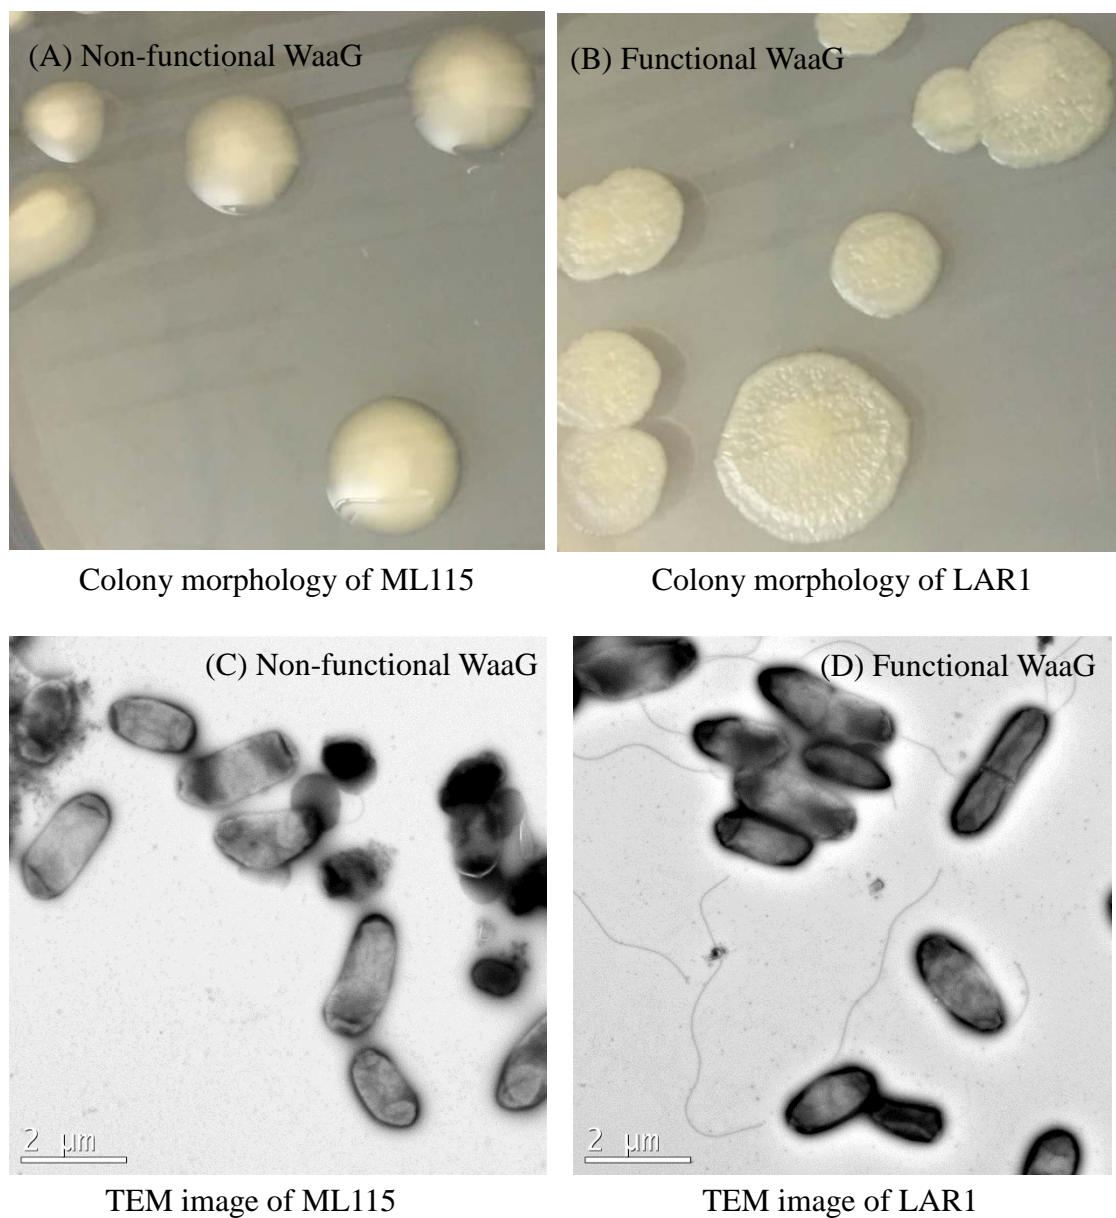 (A) Non-functional WaaG
(B) Functional WaaG
Colony morphology of ML115
Colony morphology of LAR1
(C) Non-functional WaaG
(D) Functional WaaG
2 μm
2 μm
TEM image of ML115
TEM image of LAR1